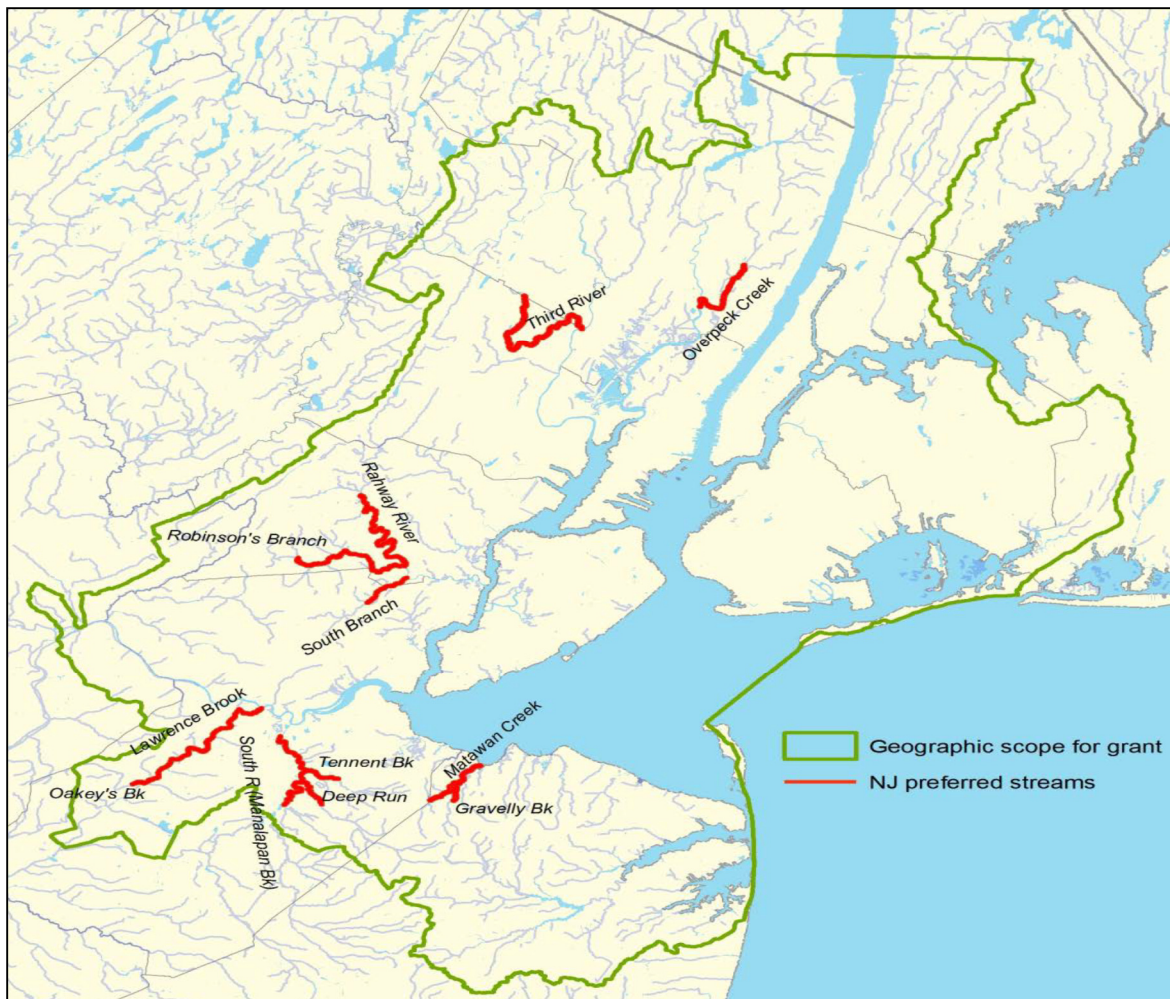 Third River
Overpeck Creek
Rahway River
Robinson's Branch
South Branch
Lawrence Brook
Oakey's Bk
South R (Manalapan Bk)
Tennent Bk
Deep Run
Matawan Creek
Gravelly Bk
Geographic scope for grant
NJ preferred streams